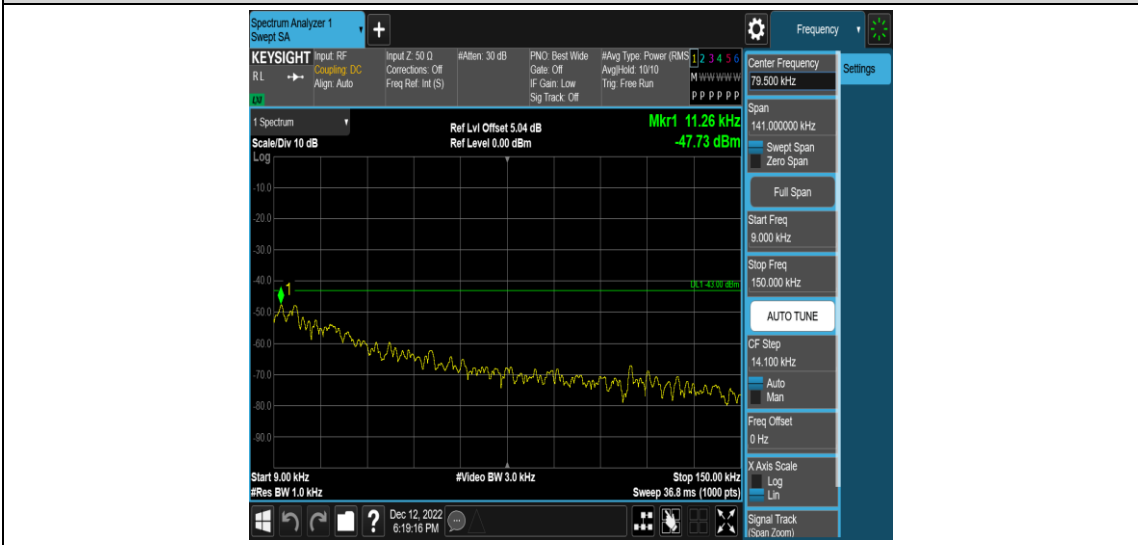 Spectrum Analyzer 1
Swept SA
+
Frequency
KEYSIGHT
RL
LXI
Input: RF
Coupling: DC
Align: Auto
Input Z: 50 Ω
Corrections: Off
Freq Ref: Int (S)
#Atten: 30 dB
PNO: Best Wide
Gate: Off
IF Gain: Low
Sig Track: Off
#Avg Type: Power (RMS
Avg|Hold: 10/10
Trig: Free Run
1 2 3 4 5 6
M W W W W W
P P P P P P
1 Spectrum
Scale/Div 10 dB
Log
Ref Lvl Offset 5.04 dB
Ref Level 0.00 dBm
Mkr1 11.26 kHz
-47.73 dBm
-10.0
-20.0
-30.0
-40.0
-50.0
-60.0
-70.0
-80.0
-90.0
1
DL1 -43.00 dBm
Start 9.00 kHz
#Res BW 1.0 kHz
#Video BW 3.0 kHz
Stop 150.00 kHz
Sweep 36.8 ms (1000 pts)
?
Dec 12, 2022
6:19:16 PM
Center Frequency
79.500 kHz
Settings
Span
141.000000 kHz
Swept Span
Zero Span
Full Span
Start Freq
9.000 kHz
Stop Freq
150.000 kHz
AUTO TUNE
CF Step
14.100 kHz
Auto
Man
Freq Offset
0 Hz
X Axis Scale
Log
Lin
Signal Track
(Span Zoom)